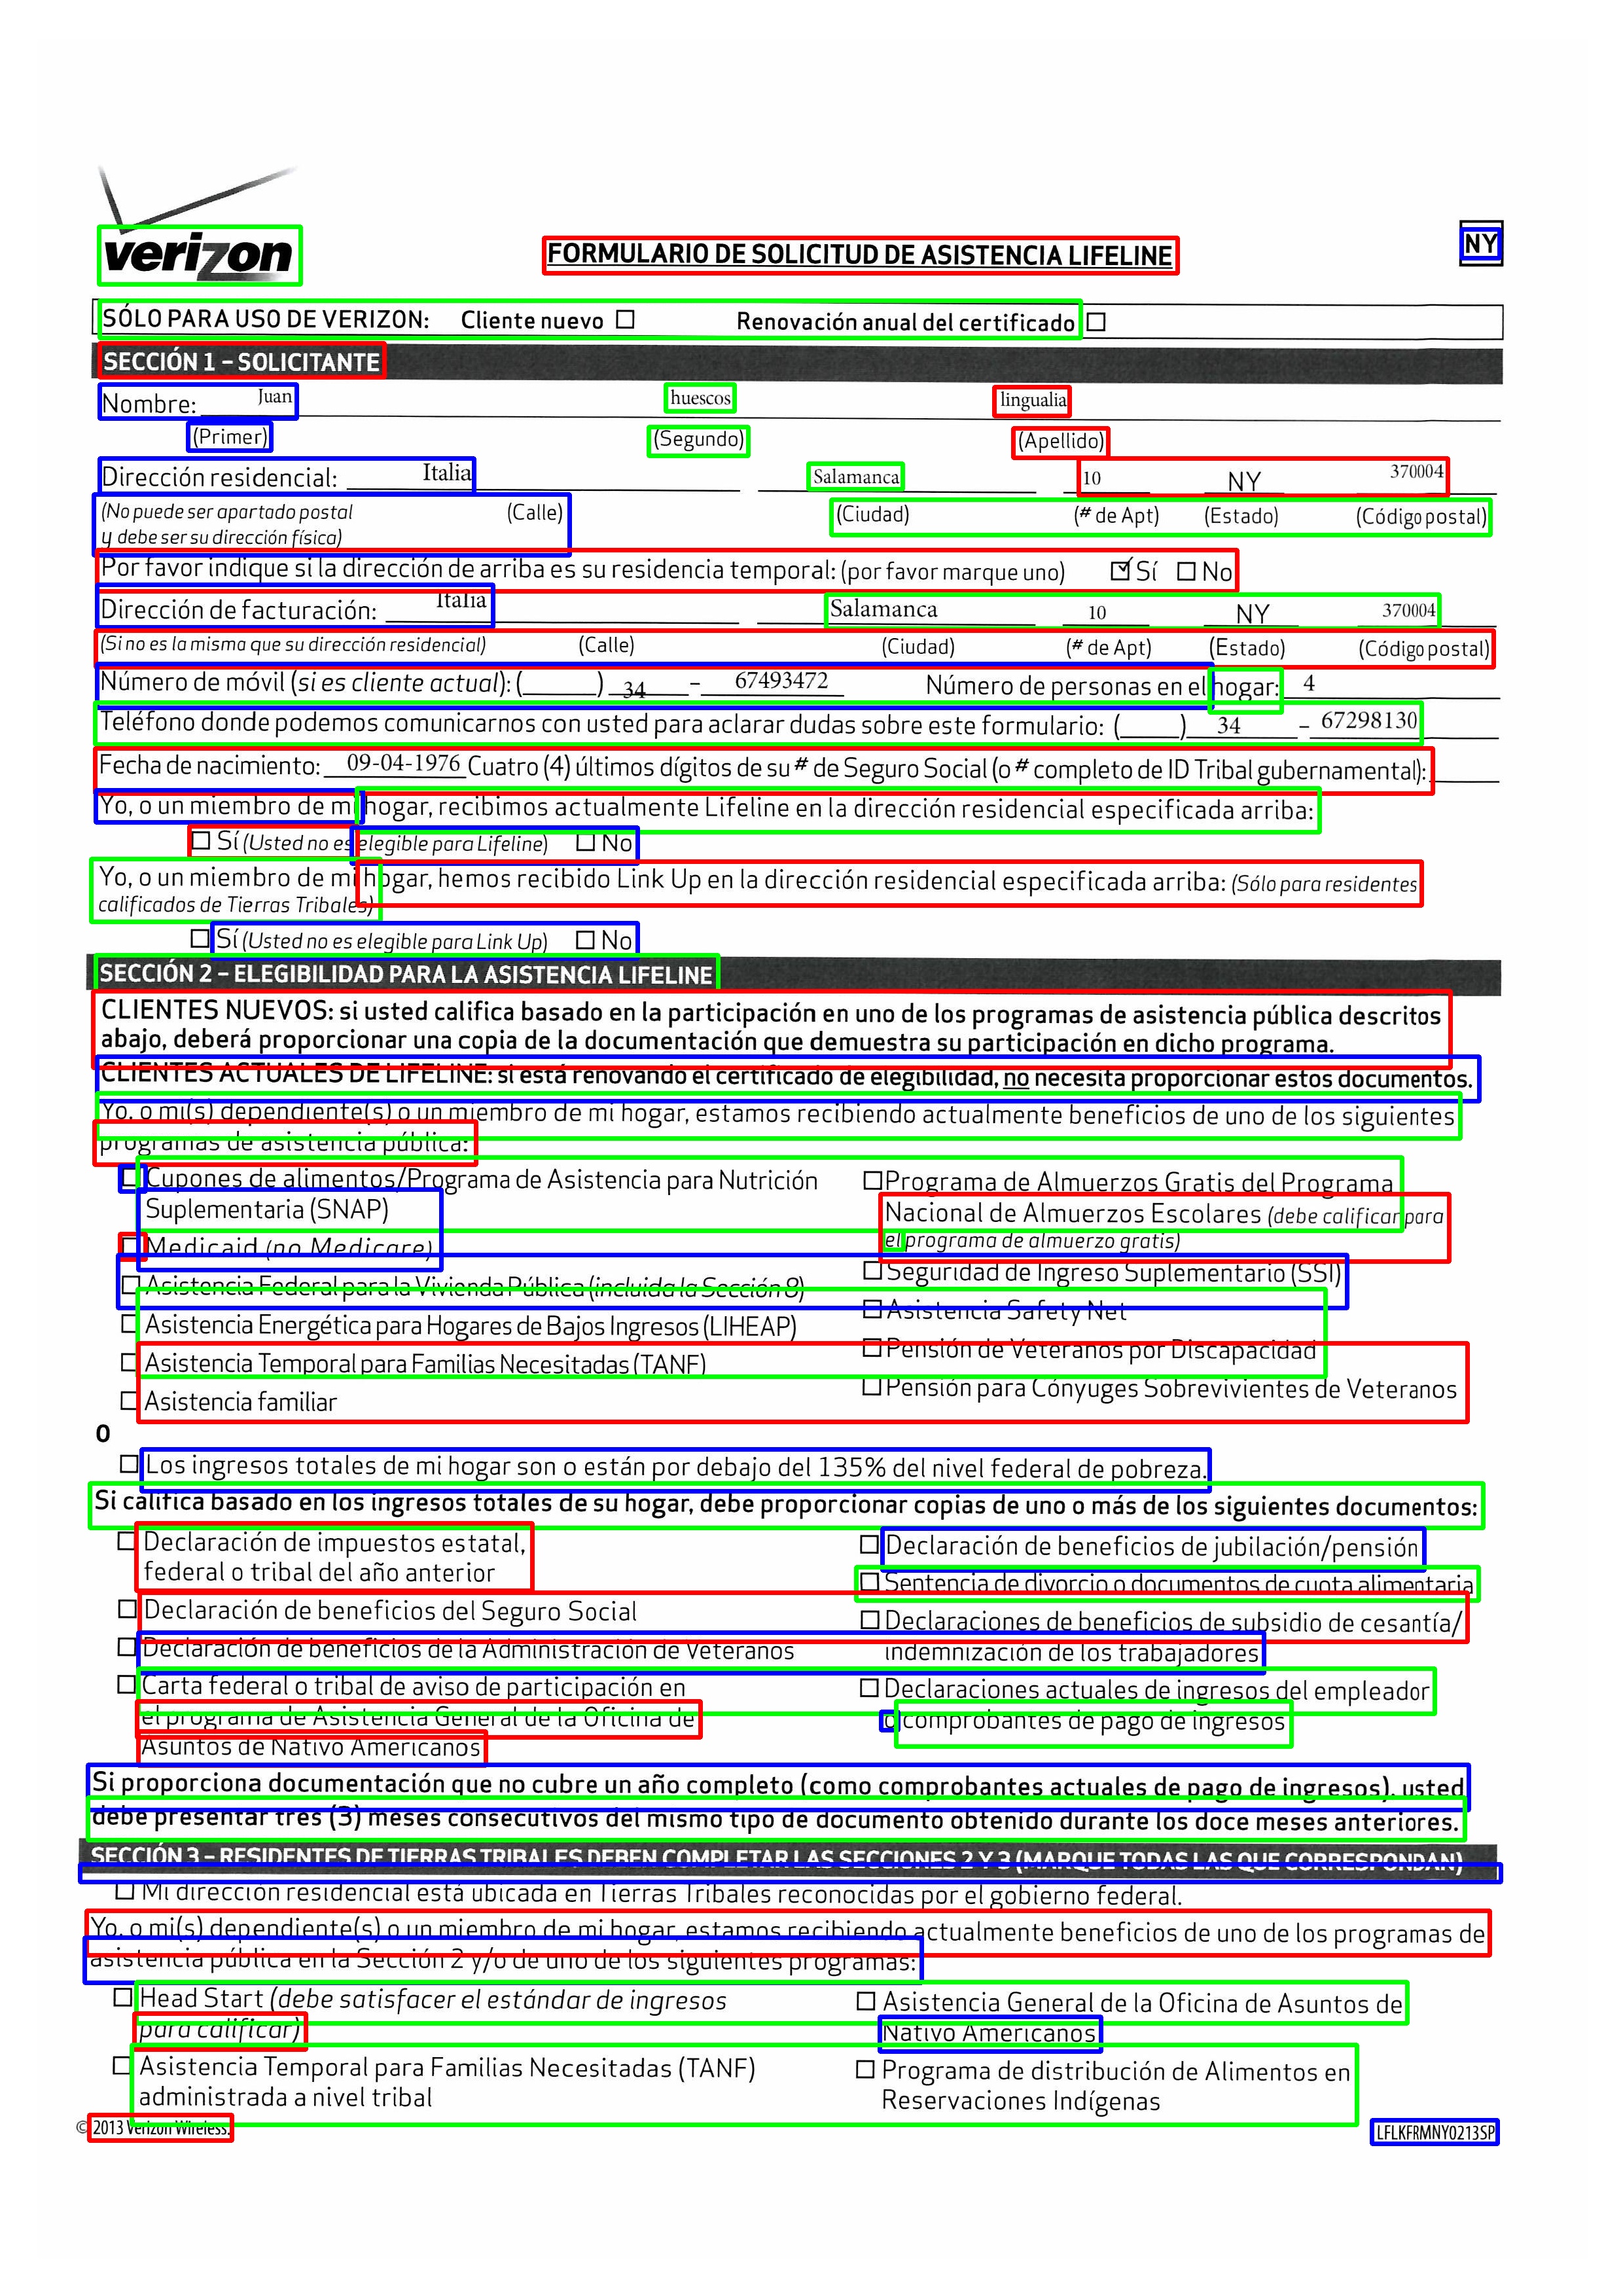 verizon
FORMULARIO DE SOLICITUD DE ASISTENCIA LIFELINE
NY
SÓLO PARA USO DE VERIZON: Cliente nuevo ☐ Renovación anual del certificado ☐
SECCIÓN 1 – SOLICITANTE
Nombre: Juan huescos lingualia
(Primer) (Segundo) (Apellido)
Dirección residencial: Italia Salamanca 10 NY 370004
(No puede ser apartado postal (Calle) (Ciudad) (# de Apt) (Estado) (Código postal)
y debe ser su dirección física)
Por favor indique si la dirección de arriba es su residencia temporal: (por favor marque uno) ☑ Sí ☐ No
Dirección de facturación: Italia Salamanca 10 NY 370004
(Si no es la misma que su dirección residencial) (Calle) (Ciudad) (# de Apt) (Estado) (Código postal)
Número de móvil (si es cliente actual): (____) 34 – 67493472 Número de personas en el hogar: 4
Teléfono donde podemos comunicarnos con usted para aclarar dudas sobre este formulario: (____) 34 – 67298130
Fecha de nacimiento: 09-04-1976 Cuatro (4) últimos dígitos de su # de Seguro Social (o # completo de ID Tribal gubernamental):
Yo, o un miembro de mi hogar, recibimos actualmente Lifeline en la dirección residencial especificada arriba:
☐ Sí (Usted no es elegible para Lifeline) ☐ No
Yo, o un miembro de mi hogar, hemos recibido Link Up en la dirección residencial especificada arriba: (Sólo para residentes
calificados de Tierras Tribales)
☐ Sí (Usted no es elegible para Link Up) ☐ No
SECCIÓN 2 – ELEGIBILIDAD PARA LA ASISTENCIA LIFELINE
CLIENTES NUEVOS: si usted califica basado en la participación en uno de los programas de asistencia pública descritos
abajo, deberá proporcionar una copia de la documentación que demuestra su participación en dicho programa.
CLIENTES ACTUALES DE LIFELINE: si está renovando el certificado de elegibilidad, no necesita proporcionar estos documentos.
Yo, o mi(s) dependiente(s) o un miembro de mi hogar, estamos recibiendo actualmente beneficios de uno de los siguientes
programas de asistencia pública:
☐ Cupones de alimentos/Programa de Asistencia para Nutrición
Suplementaria (SNAP)
☐ Medicaid (no Medicare)
☐ Asistencia Federal para la Vivienda Pública (incluida la Sección 8)
☐ Asistencia Energética para Hogares de Bajos Ingresos (LIHEAP)
☐ Asistencia Temporal para Familias Necesitadas (TANF)
☐ Asistencia familiar
☐ Programa de Almuerzos Gratis del Programa
Nacional de Almuerzos Escolares (debe calificar para
el programa de almuerzo gratis)
☐ Seguridad de Ingreso Suplementario (SSI)
☐ Asistencia Safety Net
☐ Pensión de Veteranos por Discapacidad
☐ Pensión para Cónyuges Sobrevivientes de Veteranos
O
☐ Los ingresos totales de mi hogar son o están por debajo del 135% del nivel federal de pobreza.
Si califica basado en los ingresos totales de su hogar, debe proporcionar copias de uno o más de los siguientes documentos:
☐ Declaración de impuestos estatal,
federal o tribal del año anterior
☐ Declaración de beneficios del Seguro Social
☐ Declaración de beneficios de la Administración de Veteranos
☐ Carta federal o tribal de aviso de participación en
el programa de Asistencia General de la Oficina de
Asuntos de Nativo Americanos
☐ Declaración de beneficios de jubilación/pensión
☐ Sentencia de divorcio o documentos de cuota alimentaria
☐ Declaraciones de beneficios de subsidio de cesantía/
indemnización de los trabajadores
☐ Declaraciones actuales de ingresos del empleador
o comprobantes de pago de ingresos
Si proporciona documentación que no cubre un año completo (como comprobantes actuales de pago de ingresos), usted
debe presentar tres (3) meses consecutivos del mismo tipo de documento obtenido durante los doce meses anteriores.
SECCIÓN 3 – RESIDENTES DE TIERRAS TRIBALES DEBEN COMPLETAR LAS SECCIONES 2 Y 3 (MARQUE TODAS LAS QUE CORRESPONDAN)
☐ Mi dirección residencial está ubicada en Tierras Tribales reconocidas por el gobierno federal.
Yo, o mi(s) dependiente(s) o un miembro de mi hogar, estamos recibiendo actualmente beneficios de uno de los programas de
asistencia pública en la Sección 2 y/o de uno de los siguientes programas:
☐ Head Start (debe satisfacer el estándar de ingresos
para calificar)
☐ Asistencia Temporal para Familias Necesitadas (TANF)
administrada a nivel tribal
☐ Asistencia General de la Oficina de Asuntos de
Nativo Americanos
☐ Programa de distribución de Alimentos en
Reservaciones Indígenas
© 2013 Verizon Wireless.
LFLKFRMNY0213SP